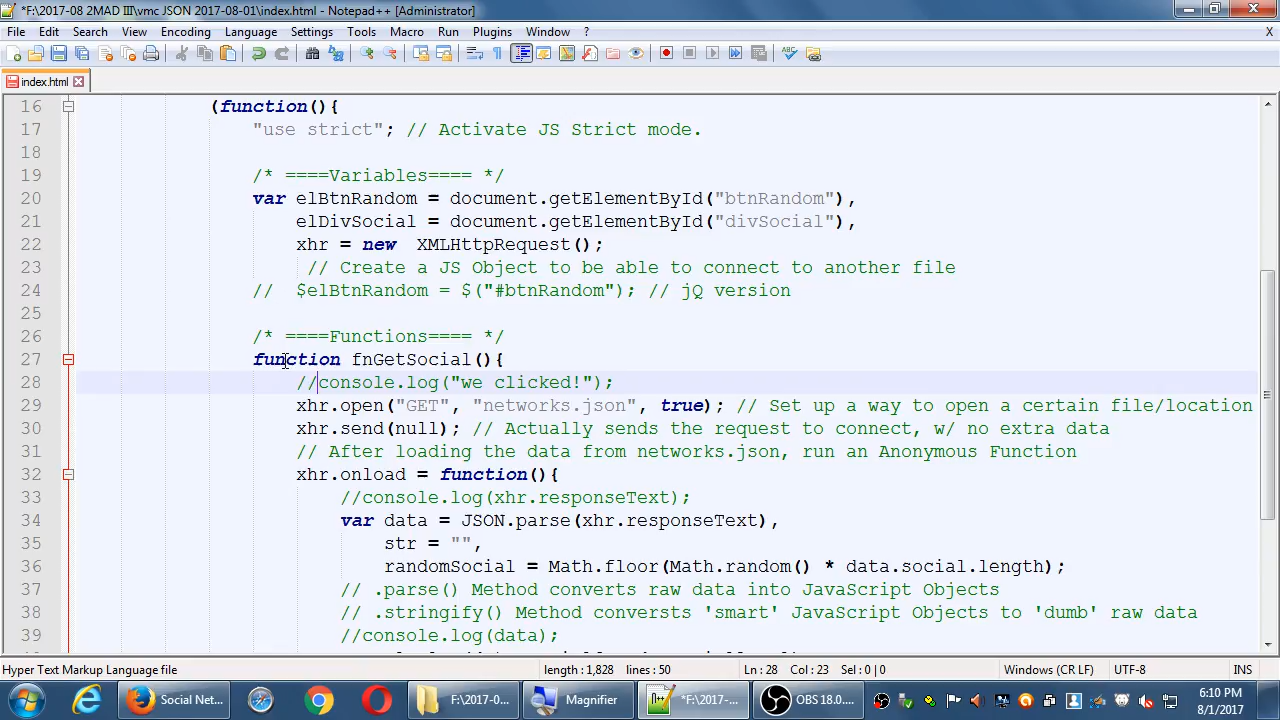 *F:\2017-08 2MAD III\vmc JSON 2017-08-01\index.html - Notepad++ [Administrator]
File Edit Search View Encoding Language Settings Tools Macro Run Plugins Window ? X
index.html
16 (function(){
17 "use strict"; // Activate JS Strict mode.
18
19 /* ====Variables==== */
20 var elBtnRandom = document.getElementById("btnRandom"),
21 elDivSocial = document.getElementById("divSocial"),
22 xhr = new  XMLHttpRequest();
23 // Create a JS Object to be able to connect to another file
24 //  $elBtnRandom = $("#btnRandom"); // jQ version
25
26 /* ====Functions==== */
27 function fnGetSocial(){
28 //console.log("we clicked!");
29 xhr.open("GET", "networks.json", true); // Set up a way to open a certain file/location
30 xhr.send(null); // Actually sends the request to connect, w/ no extra data
31 // After loading the data from networks.json, run an Anonymous Function
32 xhr.onload = function(){
33 //console.log(xhr.responseText);
34 var data = JSON.parse(xhr.responseText),
35 str = "",
36 randomSocial = Math.floor(Math.random() * data.social.length);
37 // .parse() Method converts raw data into JavaScript Objects
38 // .stringify() Method conversts 'smart' JavaScript Objects to 'dumb' raw data
39 //console.log(data);
Hyper Text Markup Language file length : 1,828 lines : 50 Ln : 28 Col : 23 Sel : 0 | 0 Windows (CR LF) UTF-8 INS
Social Net... F:\2017-0... Magnifier *F:\2017-... OBS 18.0.... 6:10 PM
8/1/2017